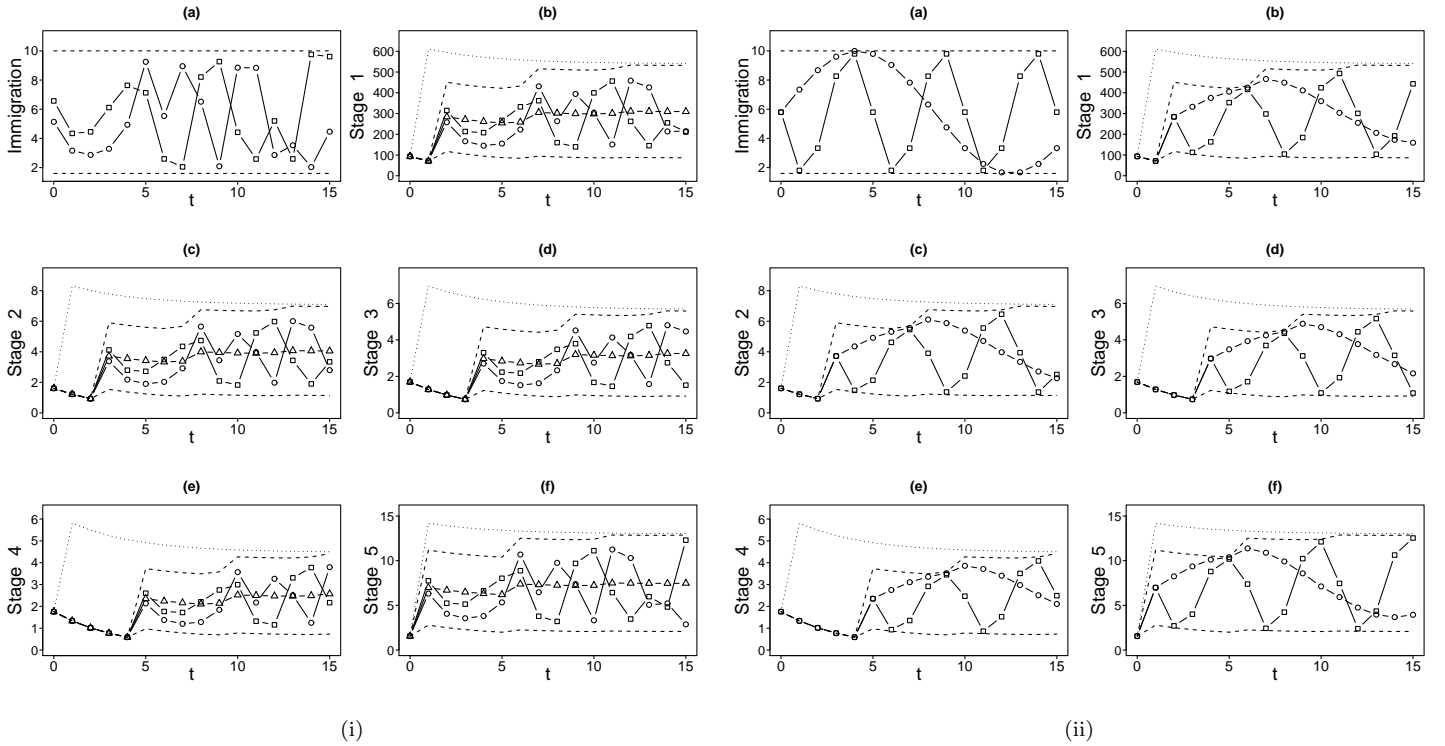 (a)
Immigration
10
8
6
4
2
0 5 10 15
t
(b)
Stage 1
600
500
400
300
200
100
0
0 5 10 15
t
(a)
Immigration
10
8
6
4
2
0 5 10 15
t
(b)
Stage 1
600
500
400
300
200
100
0
0 5 10 15
t
(c)
Stage 2
8
6
4
2
0
0 5 10 15
t
(d)
Stage 3
6
4
2
0
0 5 10 15
t
(c)
Stage 2
8
6
4
2
0
0 5 10 15
t
(d)
Stage 3
6
4
2
0
0 5 10 15
t
(e)
Stage 4
6
5
4
3
2
1
0
0 5 10 15
t
(f)
Stage 5
15
10
5
0
0 5 10 15
t
(e)
Stage 4
6
5
4
3
2
1
0
0 5 10 15
t
(f)
Stage 5
15
10
5
0
0 5 10 15
t
(i)
(ii)